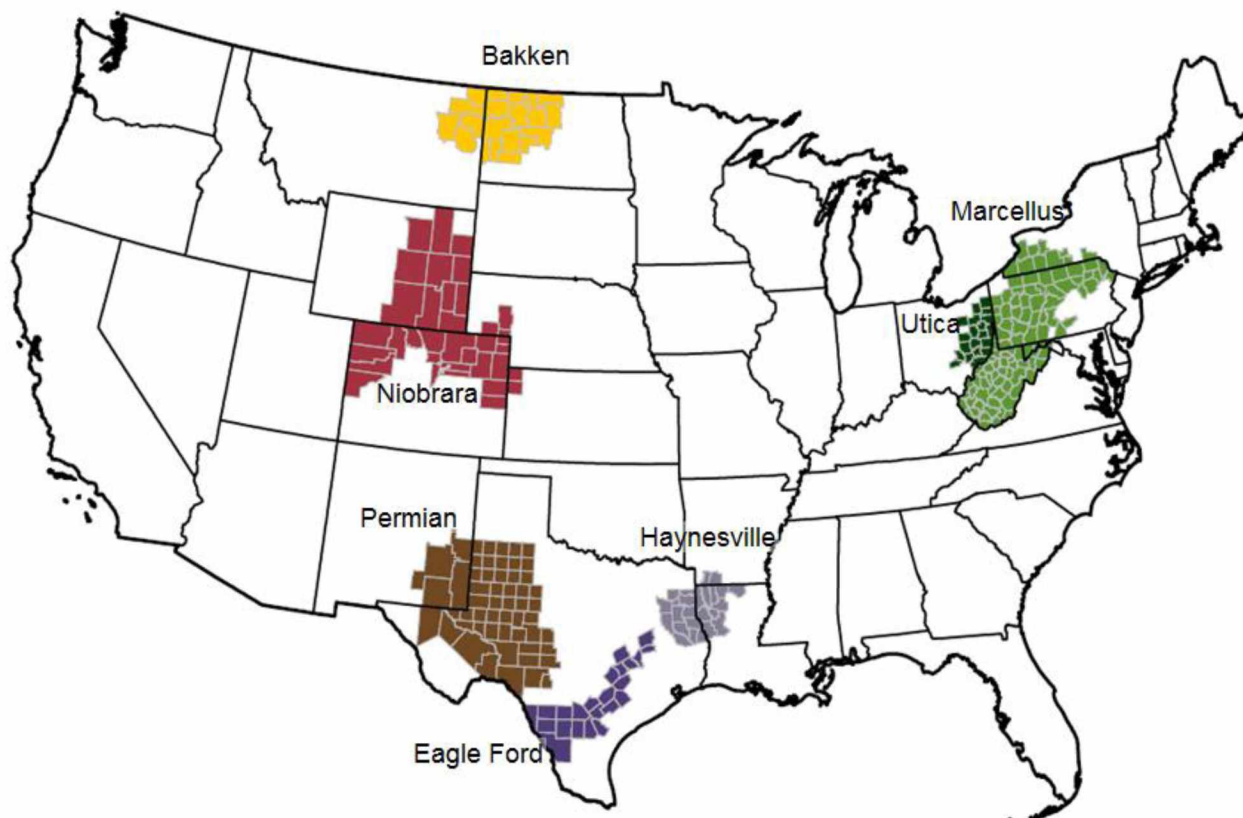 Bakken
Marcellus
Utica
Niobrara
Permian
Haynesville
Eagle Ford